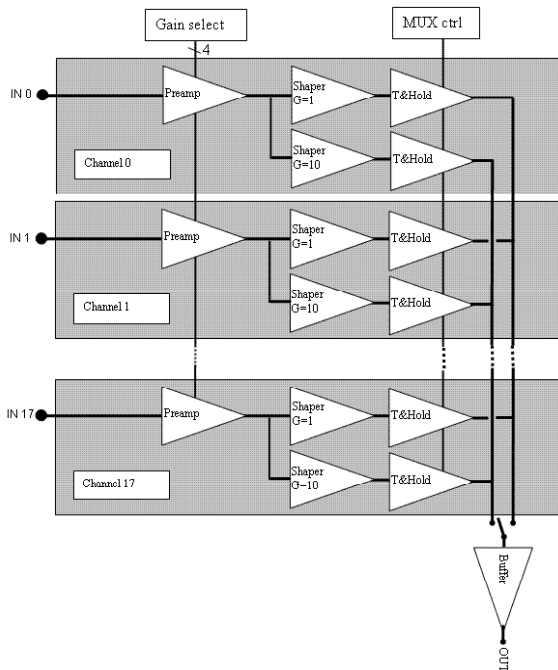 Gain select
MUX ctrl
4
IN 0
Preamp
Shaper
G=1
T&Hold
Shaper
G=10
T&Hold
Channel 0
IN 1
Preamp
Shaper
G=1
T&Hold
Shaper
G=10
T&Hold
Channel 1
IN 17
Preamp
Shaper
G=1
T&Hold
Shaper
G=10
T&Hold
Channel 17
Buffer
OUT